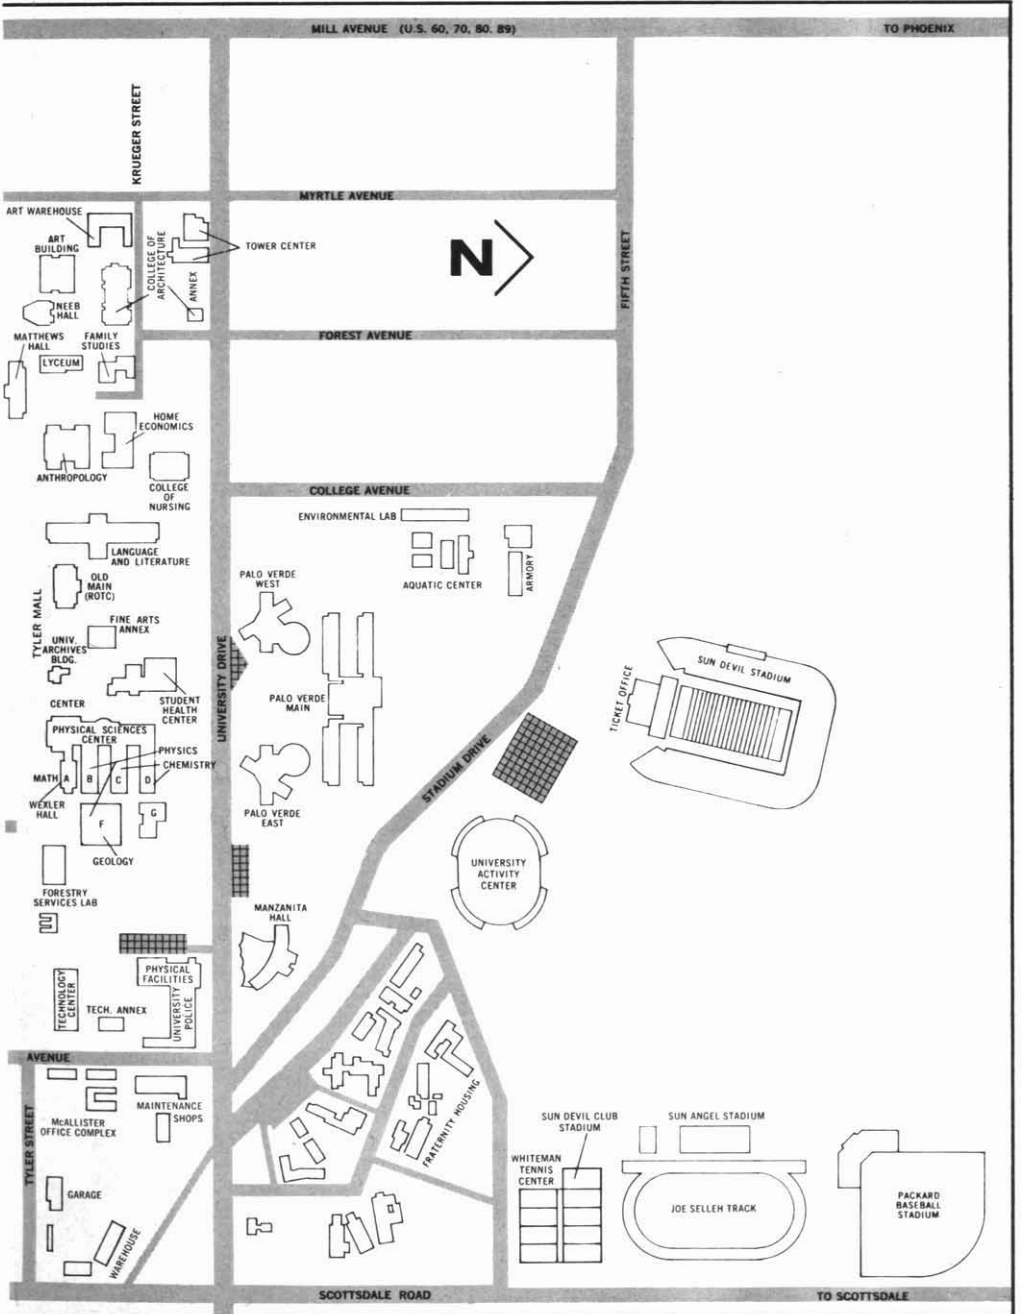 MILL AVENUE (U.S. 60, 70, 80, 89)
TO PHOENIX
KRUEGER STREET
MYRTLE AVENUE
ART WAREHOUSE
ART
BUILDING
COLLEGE OF
ARCHITECTURE
TOWER CENTER
ANNEX
N
FIFTH STREET
NEEB
HALL
MATTHEWS
HALL
FAMILY
STUDIES
LYCEUM
FOREST AVENUE
HOME
ECONOMICS
ANTHROPOLOGY
COLLEGE
OF
NURSING
COLLEGE AVENUE
ENVIRONMENTAL LAB
LANGUAGE
AND LITERATURE
AQUATIC CENTER
ARMORY
OLD
MAIN
(ROTC)
PALO VERDE
WEST
TYLER MALL
FINE ARTS
ANNEX
UNIV.
ARCHIVES
BLDG.
UNIVERSITY DRIVE
STUDENT
HEALTH
CENTER
PALO VERDE
MAIN
TICKET OFFICE
SUN DEVIL STADIUM
CENTER
PHYSICAL SCIENCES
CENTER
PHYSICS
CHEMISTRY
MATH
A
B
C
D
STADIUM DRIVE
WEXLER
HALL
F
G
GEOLOGY
PALO VERDE
EAST
UNIVERSITY
ACTIVITY
CENTER
FORESTRY
SERVICES LAB
MANZANITA
HALL
PHYSICAL
FACILITIES
TECHNOLOGY
CENTER
TECH. ANNEX
UNIVERSITY
POLICE
AVENUE
MAINTENANCE
SHOPS
McALLISTER
OFFICE COMPLEX
TYLER STREET
FRATERNITY HOUSING
SUN DEVIL CLUB
STADIUM
SUN ANGEL STADIUM
WHITEMAN
TENNIS
CENTER
GARAGE
JOE SELLEH TRACK
PACKARD
BASEBALL
STADIUM
WAREHOUSE
SCOTTSDALE ROAD
TO SCOTTSDALE